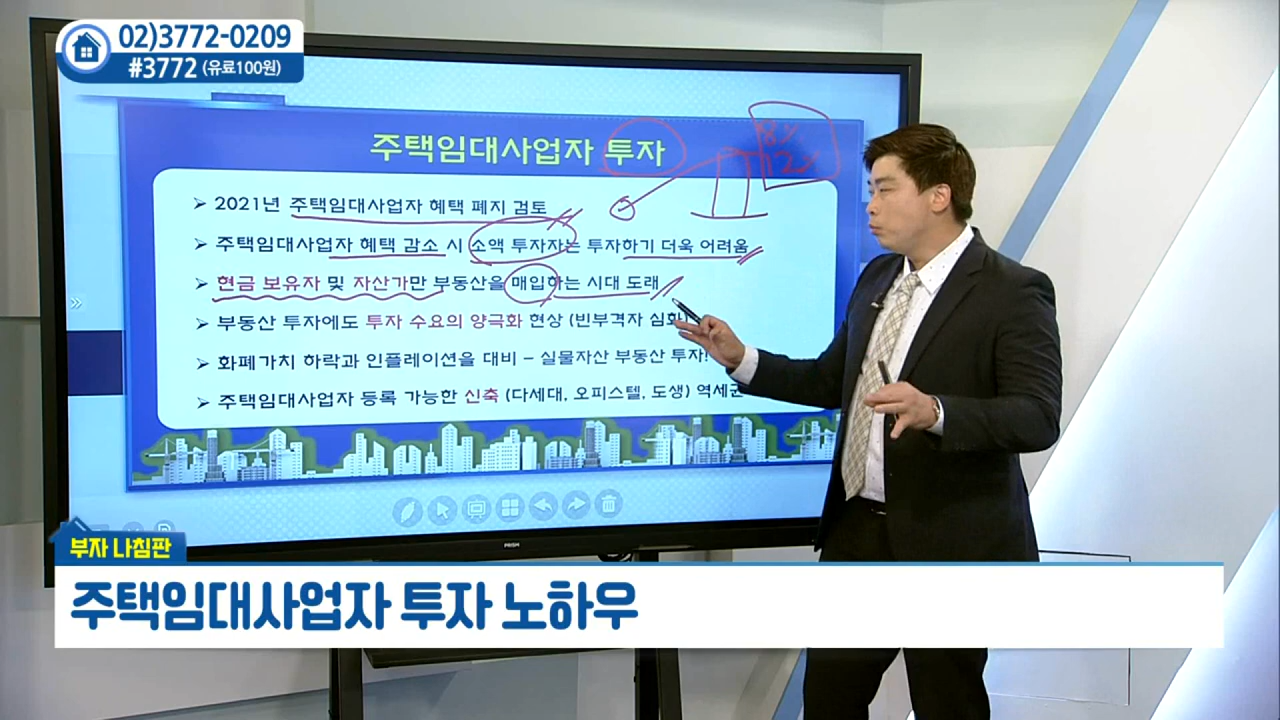 02)3772-0209
#3772 (유료100원)
주택임대사업자 투자
8%
12%
➢ 2021년 주택임대사업자 혜택 폐지 검토
➢ 주택임대사업자 혜택 감소 시 소액 투자자는 투자하기 더욱 어려움
➢ 현금 보유자 및 자산가만 부동산을 매입하는 시대 도래
➢ 부동산 투자에도 투자 수요의 양극화 현상 (빈부격자 심화)
➢ 화폐가치 하락과 인플레이션을 대비 – 실물자산 부동산 투자!
➢ 주택임대사업자 등록 가능한 신축 (다세대, 오피스텔, 도생) 역세권
PRISM
부자 나침판
주택임대사업자 투자 노하우